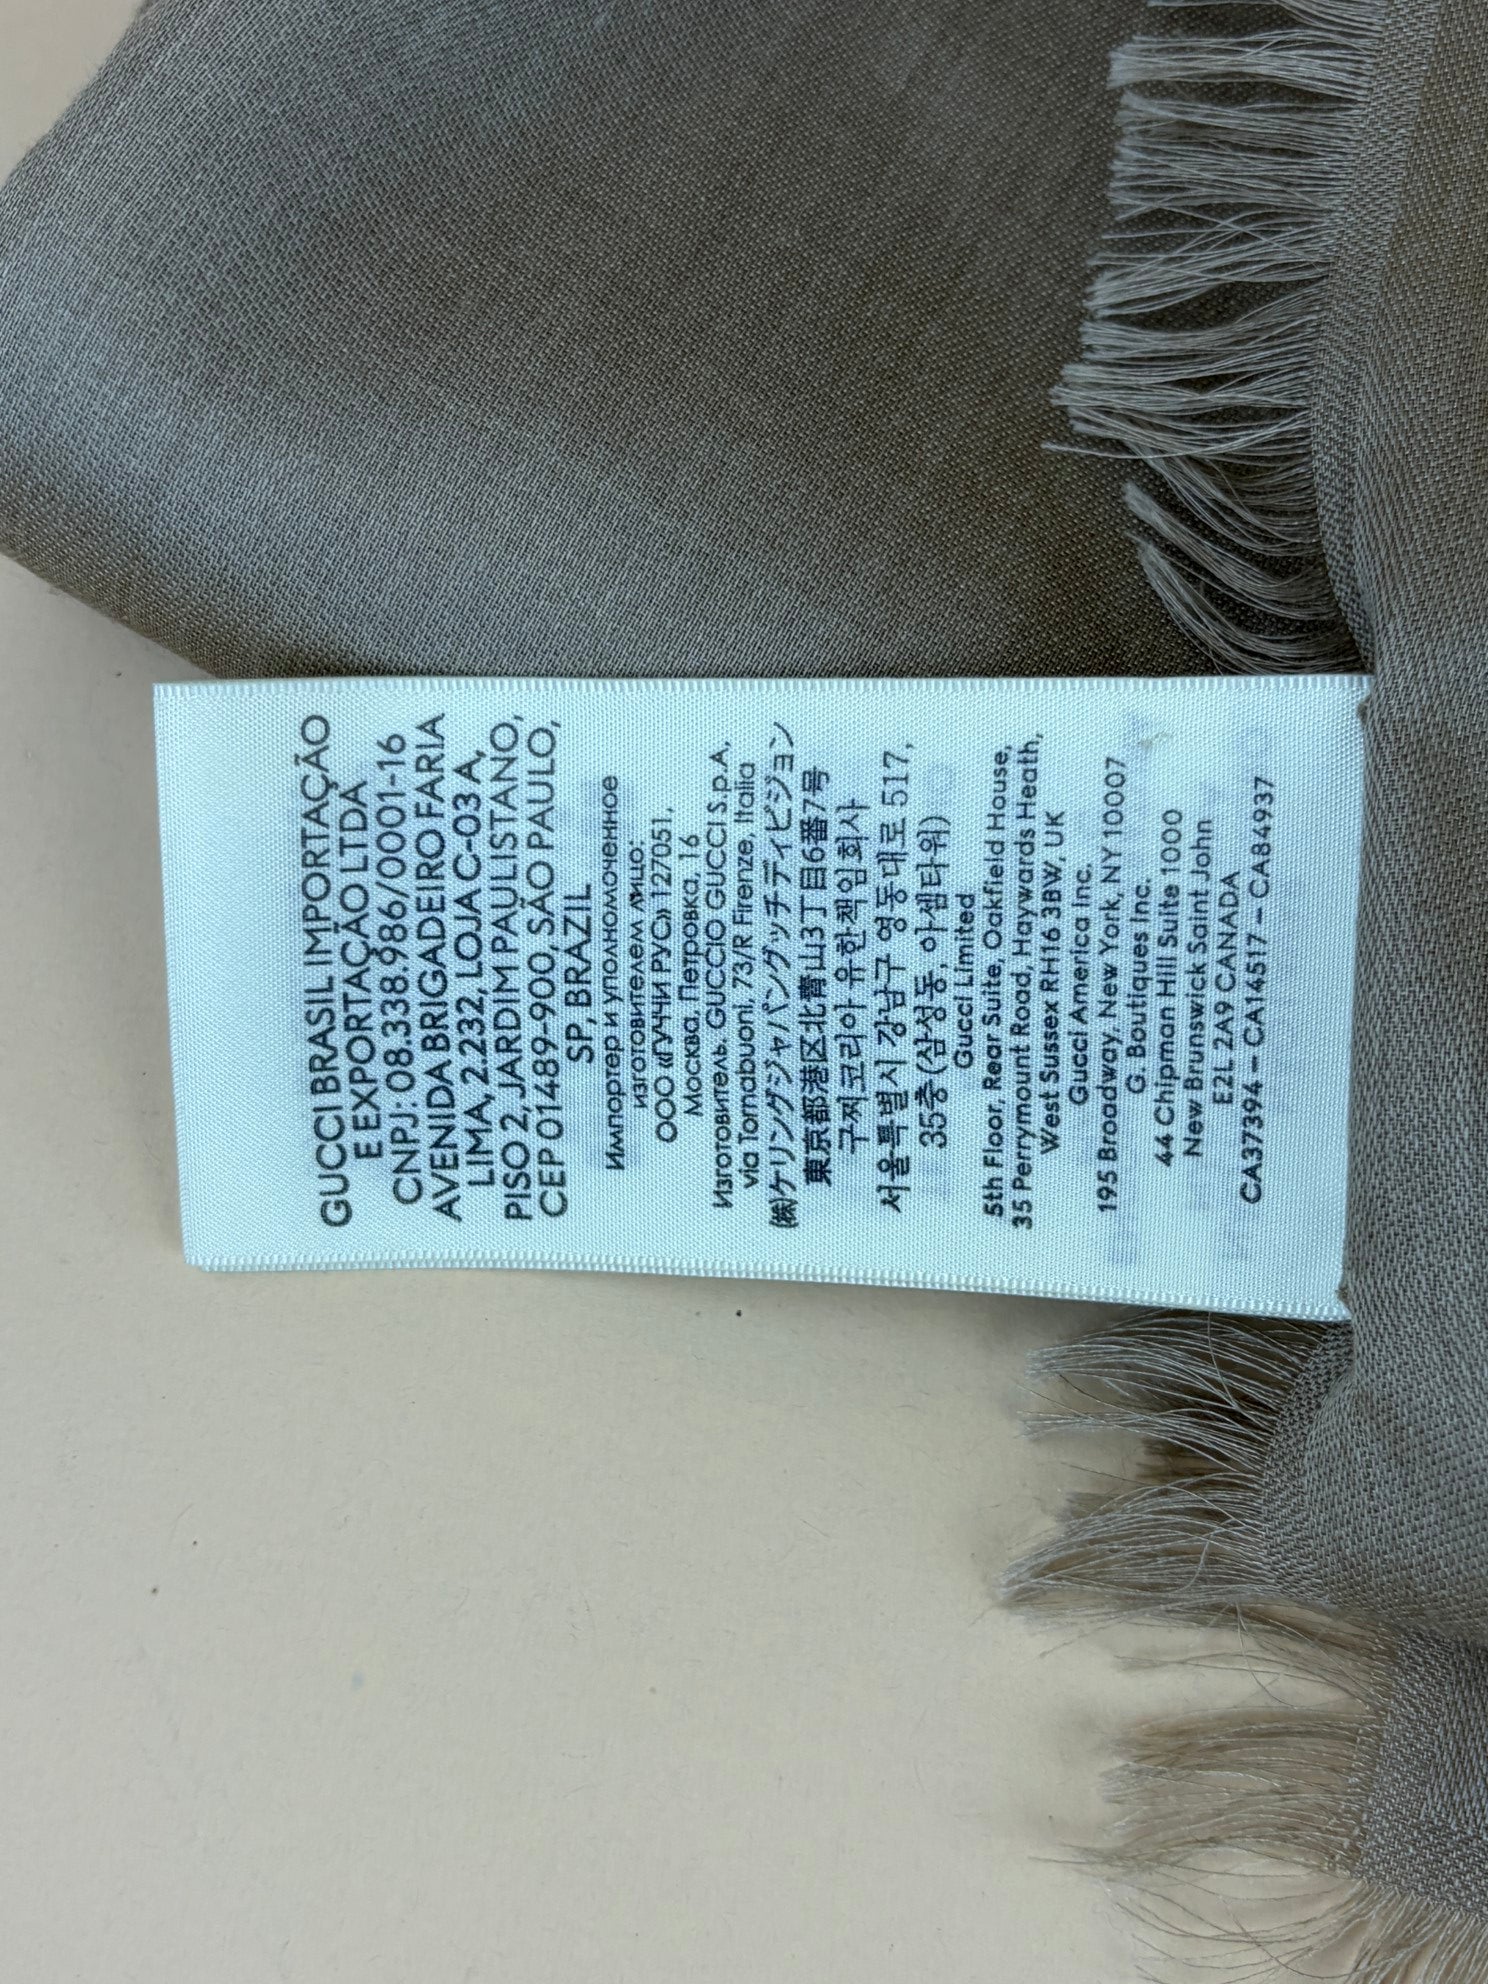 GUCCI BRASIL IMPORTAÇÃO
E EXPORTAÇÃO LTDA
CNPJ: 08.338.986/0001-16
AVENIDA BRIGADEIRO FARIA
LIMA, 2.232, LOJA C-03 A,
PISO 2, JARDIM PAULISTANO,
CEP 01489-900, SÃO PAULO,
SP, BRAZIL
Импортер и уполномоченное
изготовителем лицо:
ООО «ГУЧЧИ РУС» 127051,
Москва, Петровка, 16
Изготовитель. GUCCIO GUCCI S.p.A,
via Tornabuoni, 73/R Firenze, Italia
(株)ケリングジャパングッチディビジョン
東京都港区北青山3丁目6番7号
구찌코리아 유한책임회사
서울특별시 강남구 영동대로 517,
35층 (삼성동, 아셈타워)
Gucci Limited
5th Floor, Rear Suite, Oakfield House,
35 Perrymount Road, Haywards Heath,
West Sussex RH16 3BW, UK
Gucci America Inc.
195 Broadway, New York, NY 10007
G. Boutiques Inc.
44 Chipman Hill Suite 1000
New Brunswick Saint John
E2L 2A9 CANADA
CA37394 – CA14517 – CA84937